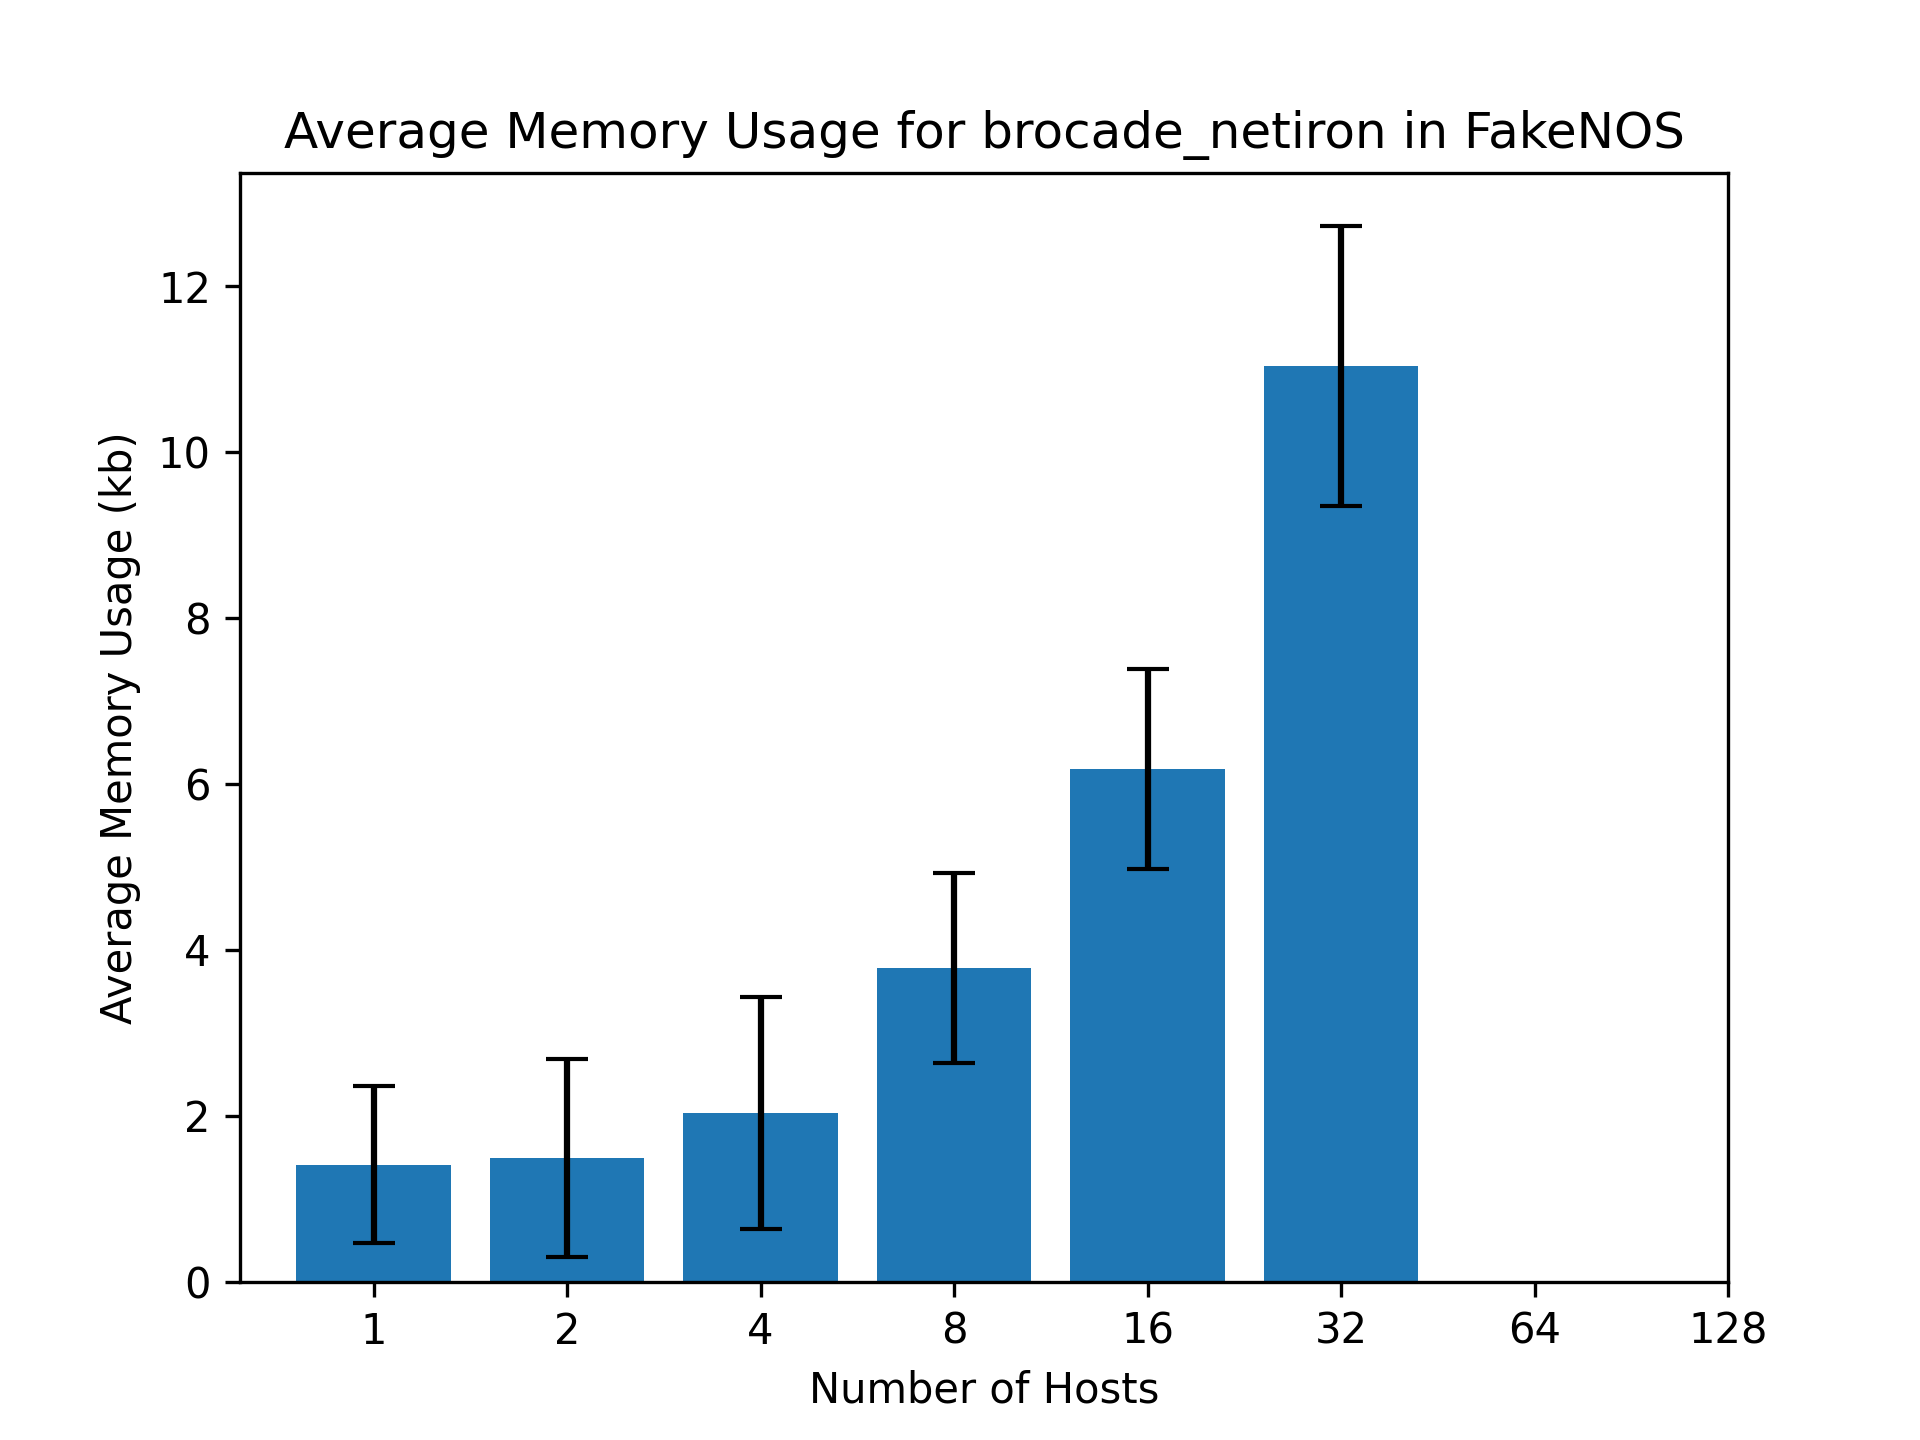 Average Memory Usage for brocade_netiron in FakeNOS
12
10
8
6
4
2
0
Average Memory Usage (kb)
1 2 4 8 16 32 64 128
Number of Hosts